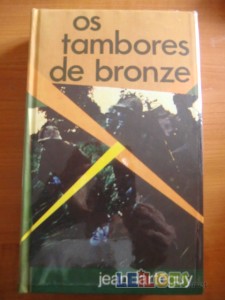 os
tambores
de bronze
jean lartéguy